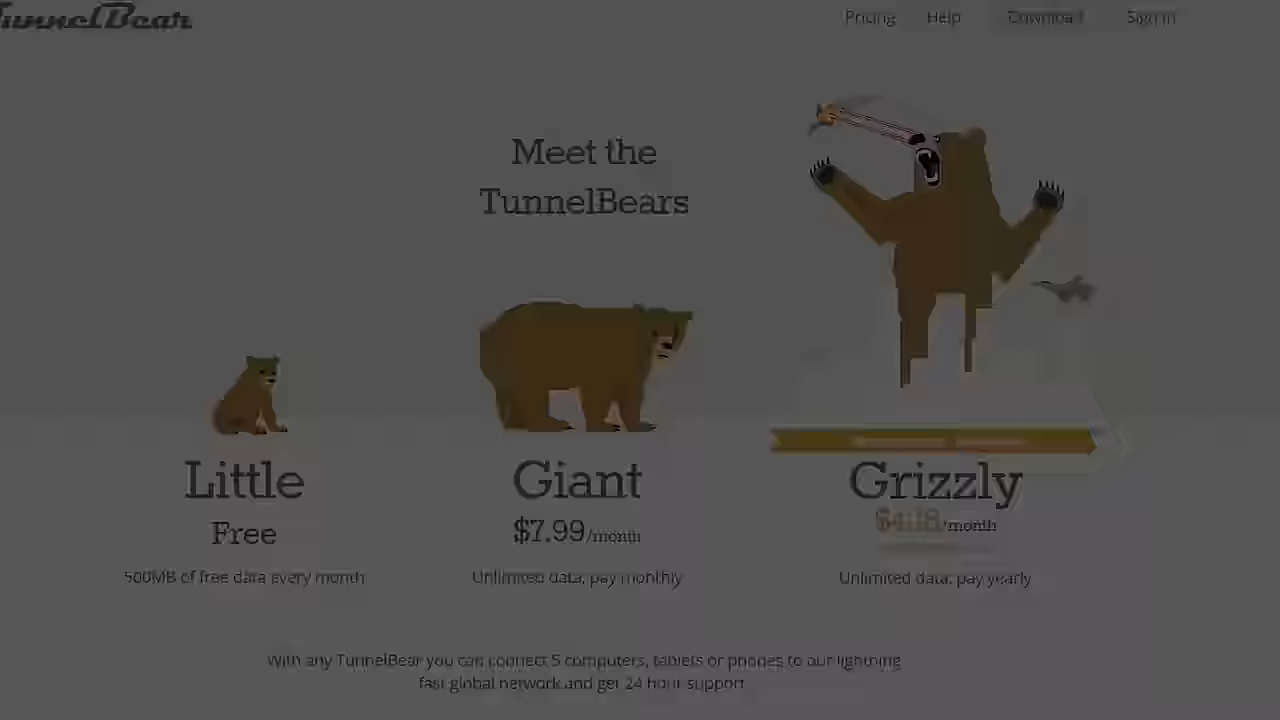 TunnelBear
Pricing Help Download Sign in
Meet the
TunnelBears
Little
Free
500MB of free data every month
Giant
$7.99/month
Unlimited data, pay monthly
Grizzly
/month
Unlimited data, pay yearly
With any TunnelBear you can connect 5 computers, tablets or phones to our lightning
fast global network and get 24 hour support